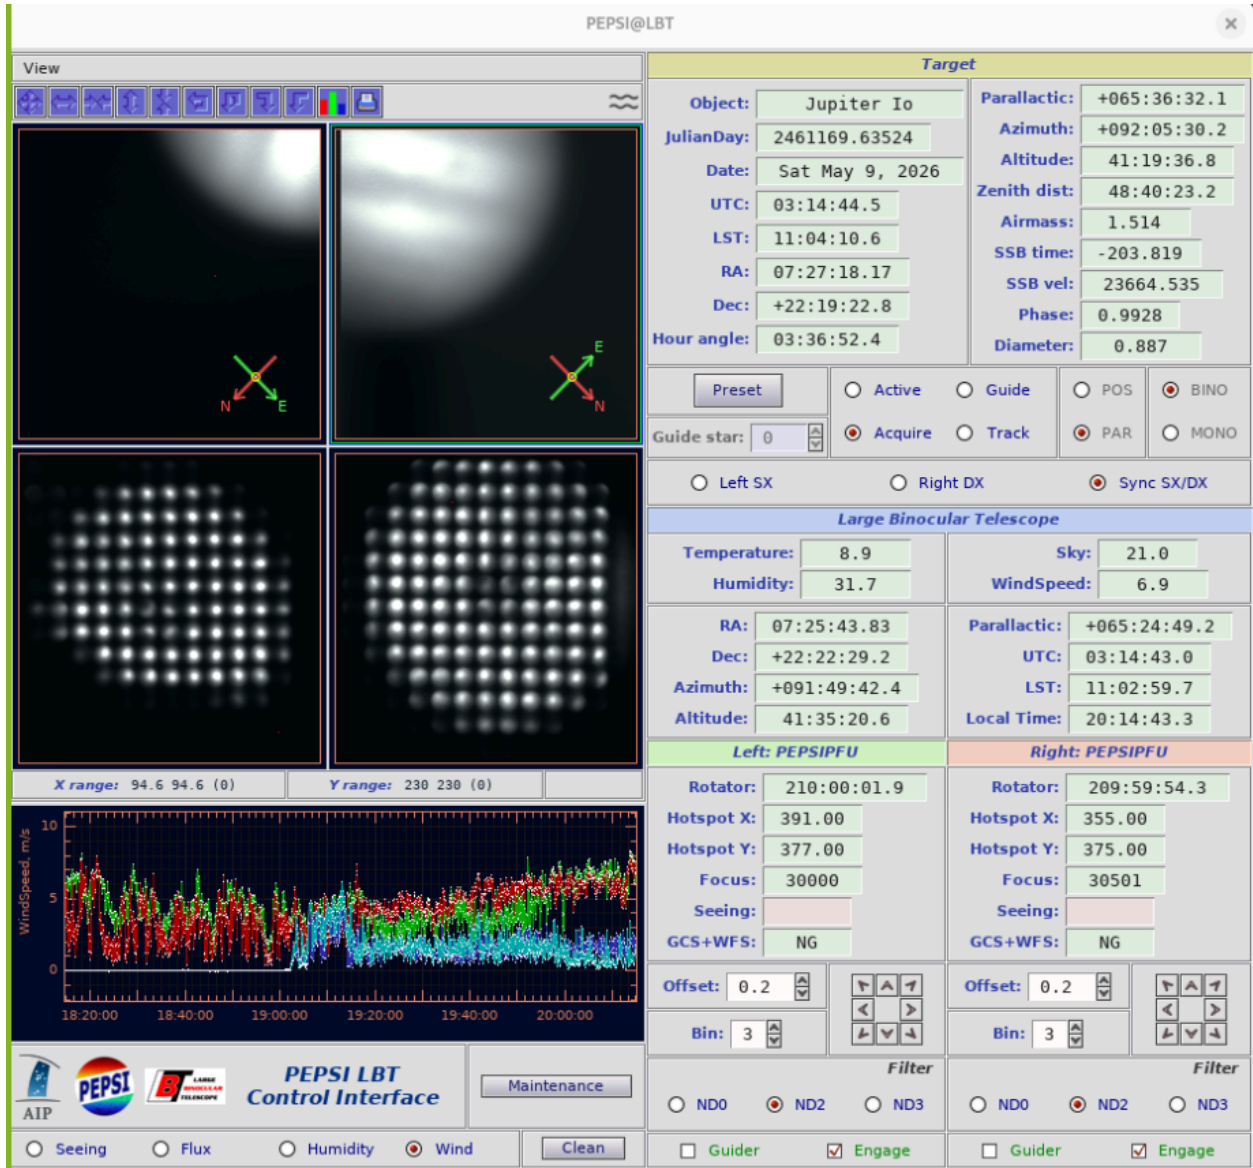 PEPSI@LBT
View
Target
Object: Jupiter Io
JulianDay: 2461169.63524
Date: Sat May 9, 2026
UTC: 03:14:44.5
LST: 11:04:10.6
RA: 07:27:18.17
Dec: +22:19:22.8
Hour angle: 03:36:52.4
Parallactic: +065:36:32.1
Azimuth: +092:05:30.2
Altitude: 41:19:36.8
Zenith dist: 48:40:23.2
Airmass: 1.514
SSB time: -203.819
SSB vel: 23664.535
Phase: 0.9928
Diameter: 0.887
N E
E N
Preset
Active Guide
POS BINO
Guide star: 0
Acquire Track
PAR MONO
Left SX Right DX Sync SX/DX
Large Binocular Telescope
Temperature: 8.9
Humidity: 31.7
Sky: 21.0
WindSpeed: 6.9
RA: 07:25:43.83
Dec: +22:22:29.2
Azimuth: +091:49:42.4
Altitude: 41:35:20.6
Parallactic: +065:24:49.2
UTC: 03:14:43.0
LST: 11:02:59.7
Local Time: 20:14:43.3
Left: PEPSIPFU
Rotator: 210:00:01.9
Hotspot X: 391.00
Hotspot Y: 377.00
Focus: 30000
Seeing:
GCS+WFS: NG
Offset: 0.2
Bin: 3
Filter
ND0 ND2 ND3
Guider Engage
Right: PEPSIPFU
Rotator: 209:59:54.3
Hotspot X: 355.00
Hotspot Y: 375.00
Focus: 30501
Seeing:
GCS+WFS: NG
Offset: 0.2
Bin: 3
Filter
ND0 ND2 ND3
Guider Engage
X range: 94.6 94.6 (0)
Y range: 230 230 (0)
WindSpeed, m/s
10
5
0
18:20:00 18:40:00 19:00:00 19:20:00 19:40:00 20:00:00
AIP
PEPSI
LBT
LARGE
BINOCULAR
TELESCOPE
PEPSI LBT
Control Interface
Maintenance
Seeing Flux Humidity Wind
Clean